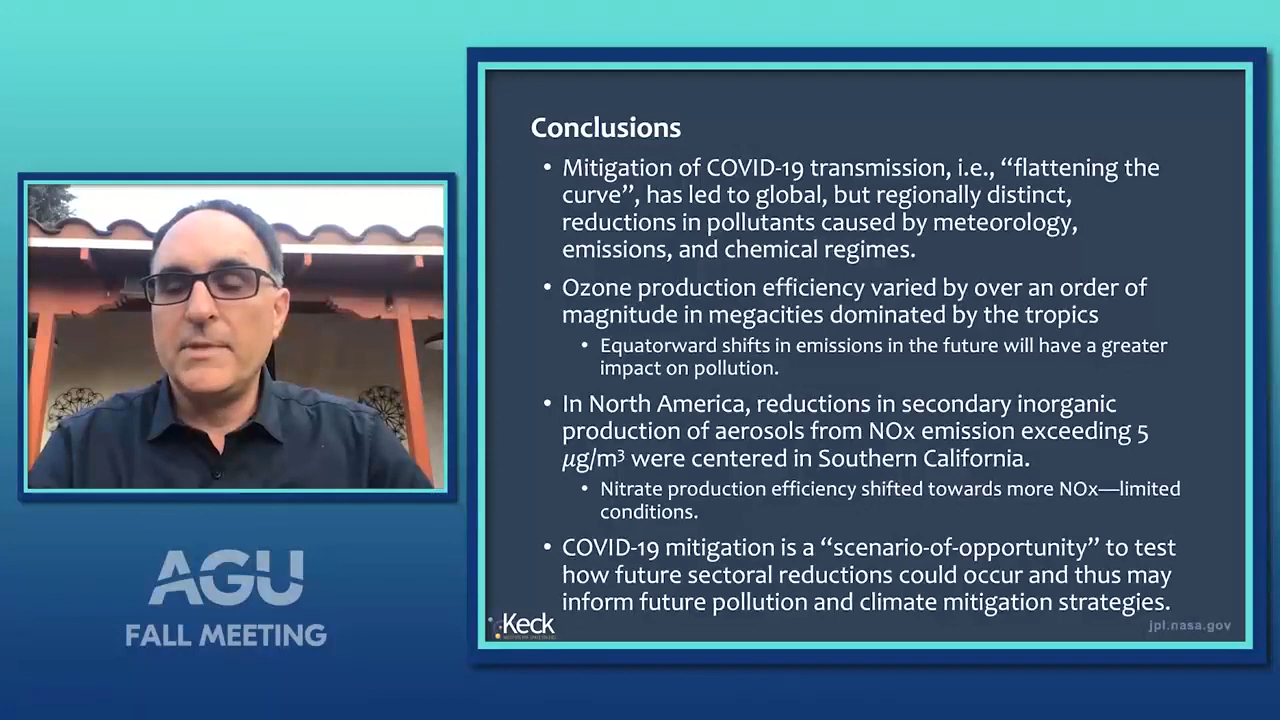 Conclusions
• Mitigation of COVID-19 transmission, i.e., “flattening the
curve”, has led to global, but regionally distinct,
reductions in pollutants caused by meteorology,
emissions, and chemical regimes.
• Ozone production efficiency varied by over an order of
magnitude in megacities dominated by the tropics
• Equatorward shifts in emissions in the future will have a greater
impact on pollution.
• In North America, reductions in secondary inorganic
production of aerosols from NOx emission exceeding 5
µg/m³ were centered in Southern California.
• Nitrate production efficiency shifted towards more NOx—limited
conditions.
• COVID-19 mitigation is a “scenario-of-opportunity” to test
how future sectoral reductions could occur and thus may
inform future pollution and climate mitigation strategies.
Keck
jpl.nasa.gov
AGU
FALL MEETING